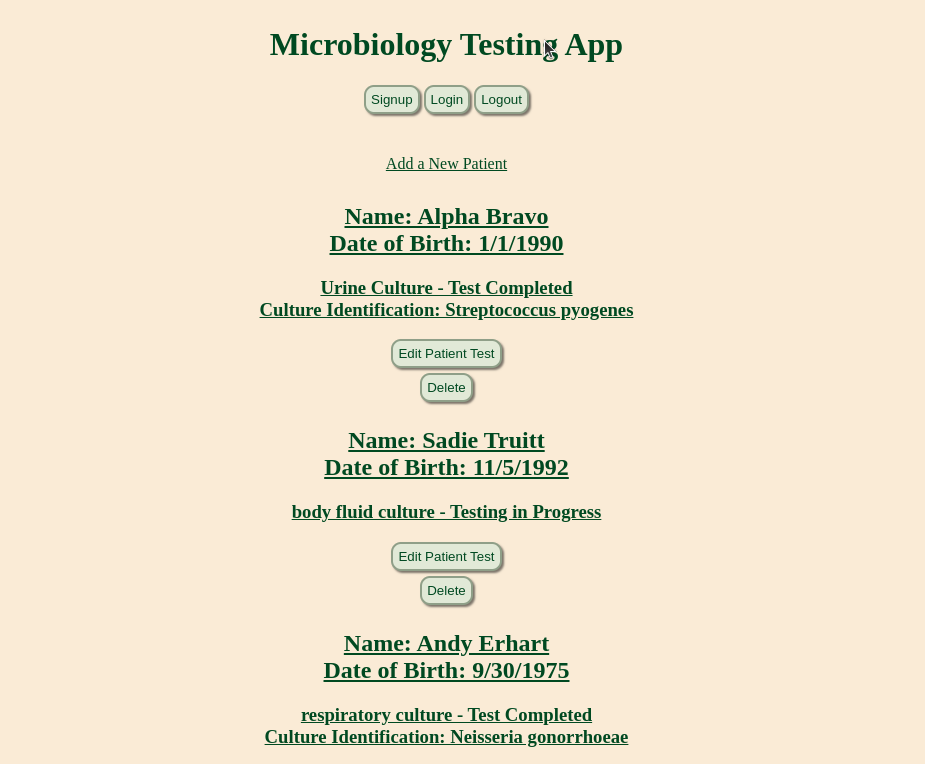 Microbiology Testing App
Signup Login Logout
Add a New Patient
Name: Alpha Bravo
Date of Birth: 1/1/1990
Urine Culture - Test Completed
Culture Identification: Streptococcus pyogenes
Edit Patient Test
Delete
Name: Sadie Truitt
Date of Birth: 11/5/1992
body fluid culture - Testing in Progress
Edit Patient Test
Delete
Name: Andy Erhart
Date of Birth: 9/30/1975
respiratory culture - Test Completed
Culture Identification: Neisseria gonorrhoeae